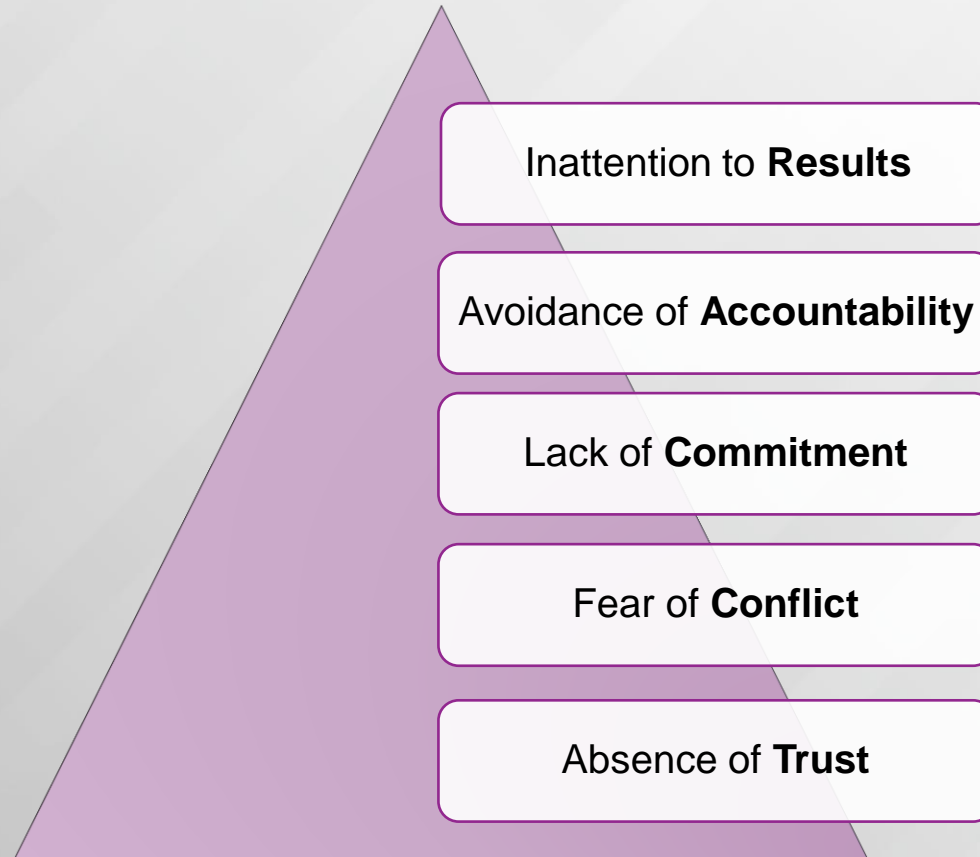 Inattention to Results
Avoidance of Accountability
Lack of Commitment
Fear of Conflict
Absence of Trust